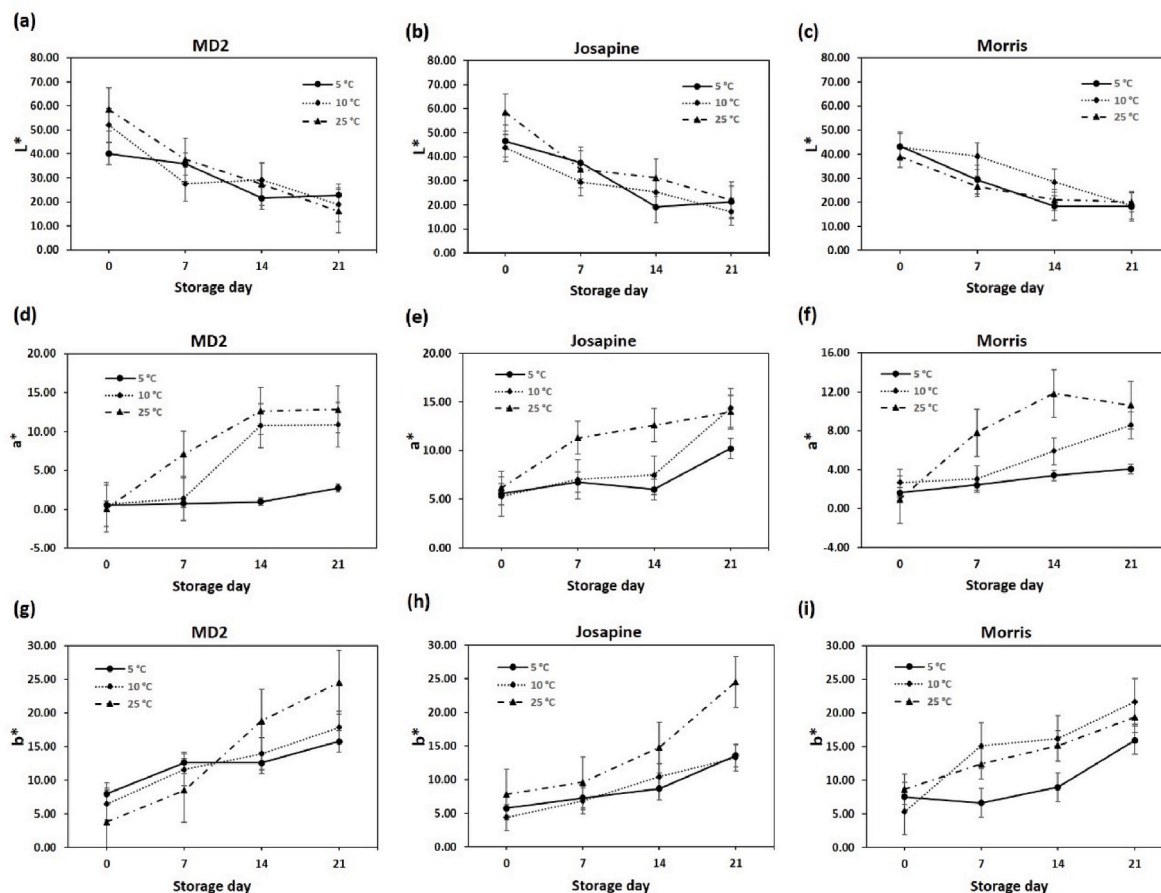 (a)
MD2
80.00
70.00
60.00
50.00
40.00
30.00
20.00
10.00
0.00
L*
5 °C
10 °C
25 °C
0 7 14 21
Storage day
(b)
Josapine
80.00
70.00
60.00
50.00
40.00
30.00
20.00
10.00
0.00
L*
5 °C
10 °C
25 °C
0 7 14 21
Storage day
(c)
Morris
80.00
70.00
60.00
50.00
40.00
30.00
20.00
10.00
0.00
L*
5 °C
10 °C
25 °C
0 7 14 21
Storage day
(d)
MD2
20.00
15.00
10.00
5.00
0.00
-5.00
a*
5 °C
10 °C
25 °C
0 7 14 21
Storage day
(e)
Josapine
20.00
15.00
10.00
5.00
0.00
a*
5 °C
10 °C
25 °C
0 7 14 21
Storage day
(f)
Morris
16.00
12.00
8.00
4.00
0.00
-4.00
a*
5 °C
10 °C
25 °C
0 7 14 21
Storage day
(g)
MD2
30.00
25.00
20.00
15.00
10.00
5.00
0.00
b*
5 °C
10 °C
25 °C
0 7 14 21
Storage day
(h)
Josapine
30.00
25.00
20.00
15.00
10.00
5.00
0.00
b*
5 °C
10 °C
25 °C
0 7 14 21
Storage day
(i)
Morris
30.00
25.00
20.00
15.00
10.00
5.00
0.00
b*
5 °C
10 °C
25 °C
0 7 14 21
Storage day